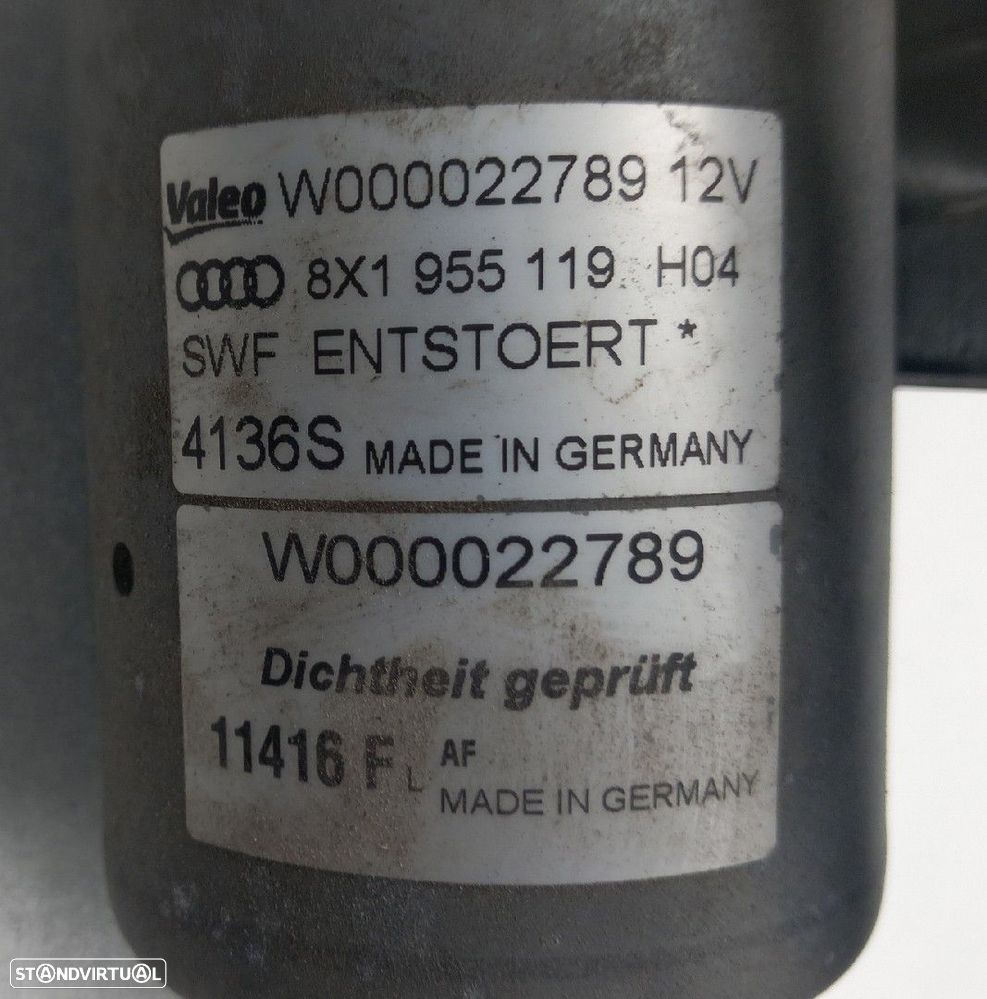 Valeo W000022789 12V
8X1 955 119 H04
SWF ENTSTOERT *
4136S MADE IN GERMANY
W000022789
Dichtheit geprüft
11416 FL AF
MADE IN GERMANY
STANDVIRTUAL